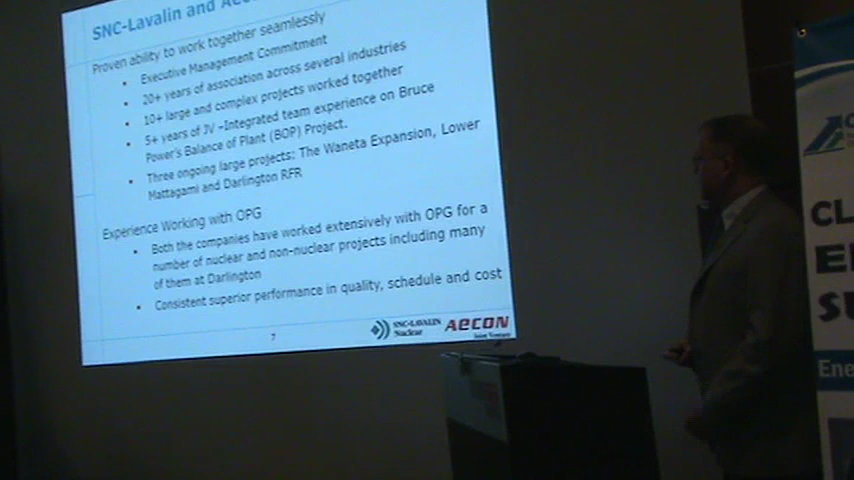 SNC-Lavalin and
Proven ability to work together seamlessly
• Executive Management Commitment
• 20+ years of association across several industries
• 10+ large and complex projects worked together
• 5+ years of JV –Integrated team experience on Bruce
Power's Balance of Plant (BOP) Project.
• Three ongoing large projects: The Waneta Expansion, Lower
Mattagami and Darlington RFR
Experience Working with OPG
• Both the companies have worked extensively with OPG for a
number of nuclear and non-nuclear projects including many
of them at Darlington
• Consistent superior performance in quality, schedule and cost
7
SNC-LAVALIN
Nuclear
AECON
Joint Venture
CL
E
SU
Ene